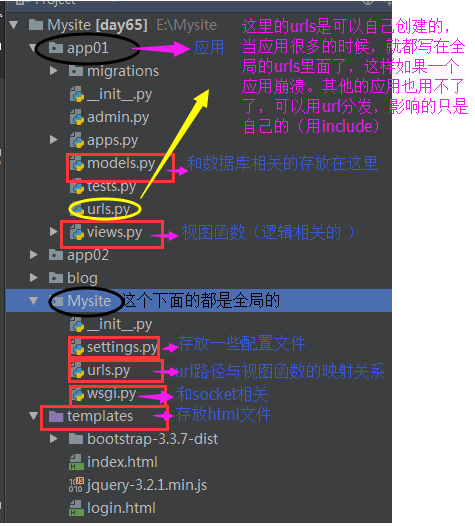 Project
Mysite [day65] E:\Mysite
app01 应用
migrations
__init__.py
admin.py
apps.py
models.py 和数据库相关的存放在这里
tests.py
urls.py
views.py 视图函数（逻辑相关的 ）
app02
blog
Mysite 这个下面的都是全局的
__init__.py
settings.py 存放一些配置文件
urls.py url路径与视图函数的映射关系
wsgi.py 和socket相关
templates 存放html文件
bootstrap-3.3.7-dist
index.html
jquery-3.2.1.min.js
login.html
这里的urls是可以自己创建的，
当应用很多的时候，就都写在全
局的urls里面了，这样如果一个
应用崩溃。其他的应用也用不了
了，可以用url分发，影响的只是
自己的（用include）